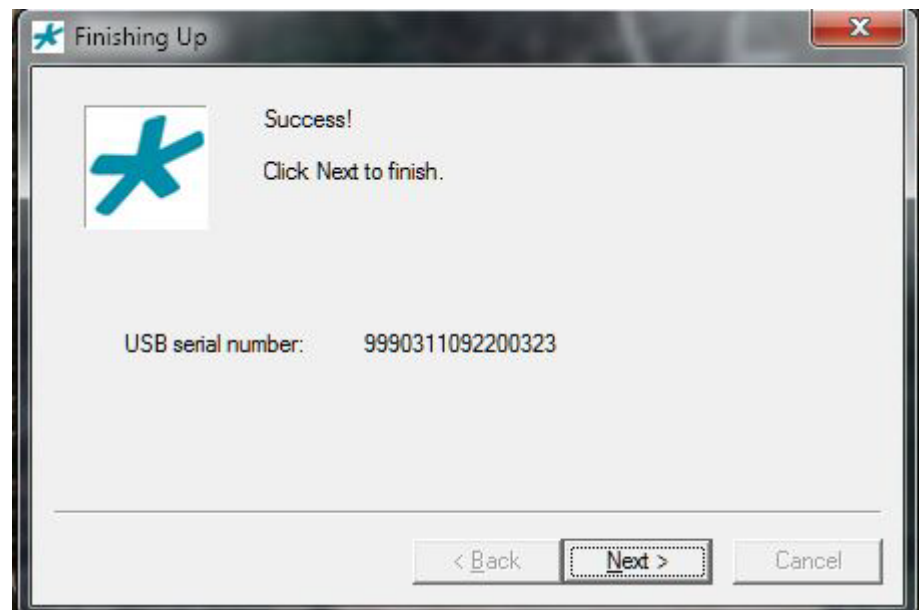 Finishing Up
Success!
Click Next to finish.
USB serial number: 9990311092200323
< Back Next > Cancel